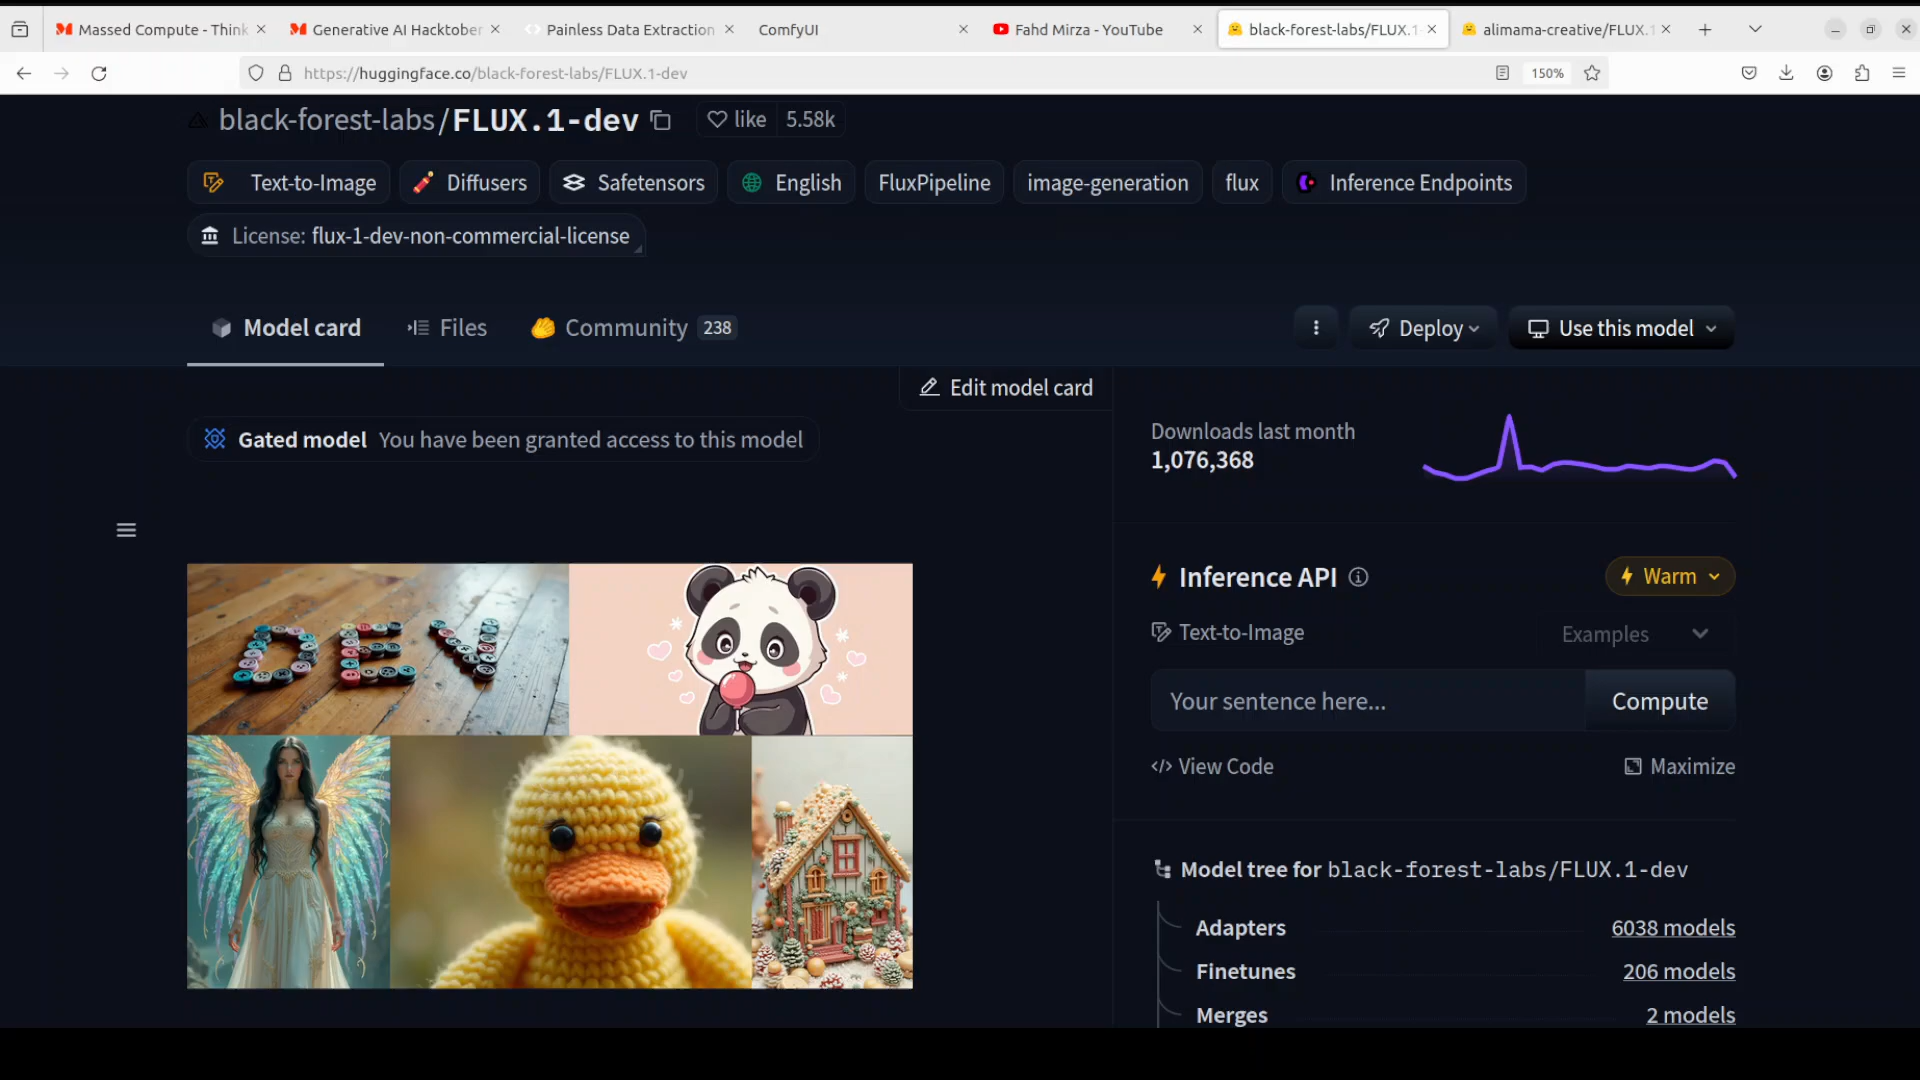 Massed Compute - Think
Generative AI Hacktober
Painless Data Extraction
ComfyUI
Fahd Mirza - YouTube
black-forest-labs/FLUX.1-
alimama-creative/FLUX.1
https://huggingface.co/black-forest-labs/FLUX.1-dev
150%
black-forest-labs/FLUX.1-dev
like 5.58k
Text-to-Image Diffusers Safetensors English FluxPipeline image-generation flux Inference Endpoints
License: flux-1-dev-non-commercial-license
Model card Files Community 238
Deploy Use this model
Edit model card
Gated model You have been granted access to this model
DEV
Downloads last month
1,076,368
Inference API Warm
Text-to-Image Examples
Your sentence here... Compute
</> View Code Maximize
Model tree for black-forest-labs/FLUX.1-dev
Adapters 6038 models
Finetunes 206 models
Merges 2 models